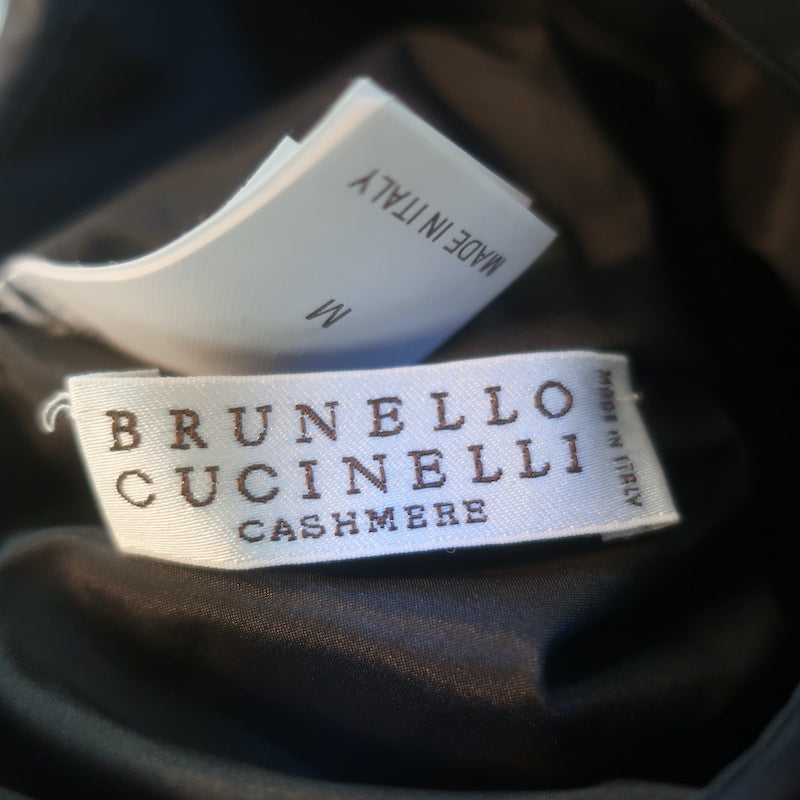 MADE IN ITALY
M
BRUNELLO
CUCINELLI
CASHMERE
MADE IN ITALY